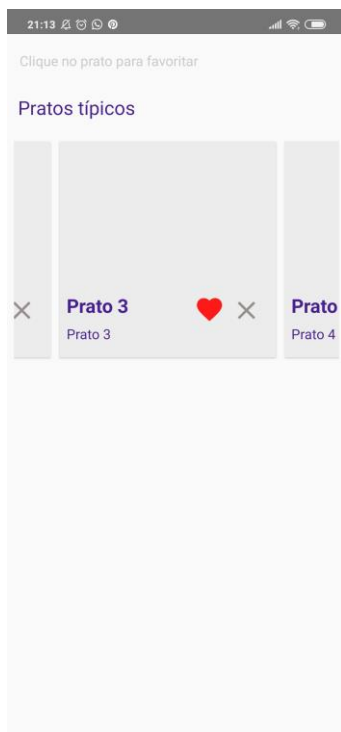 21:13
Clique no prato para favoritar
Pratos típicos
Prato 3
Prato 3
Prato
Prato 4